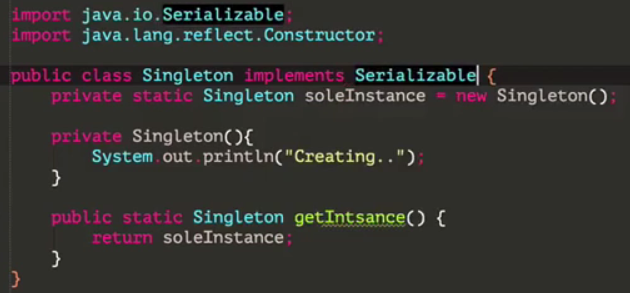 import java.io.Serializable;
import java.lang.reflect.Constructor;
public class Singleton implements Serializable {
private static Singleton soleInstance = new Singleton();
private Singleton(){
System.out.println("Creating..");
}
public static Singleton getIntsance() {
return soleInstance;
}
}